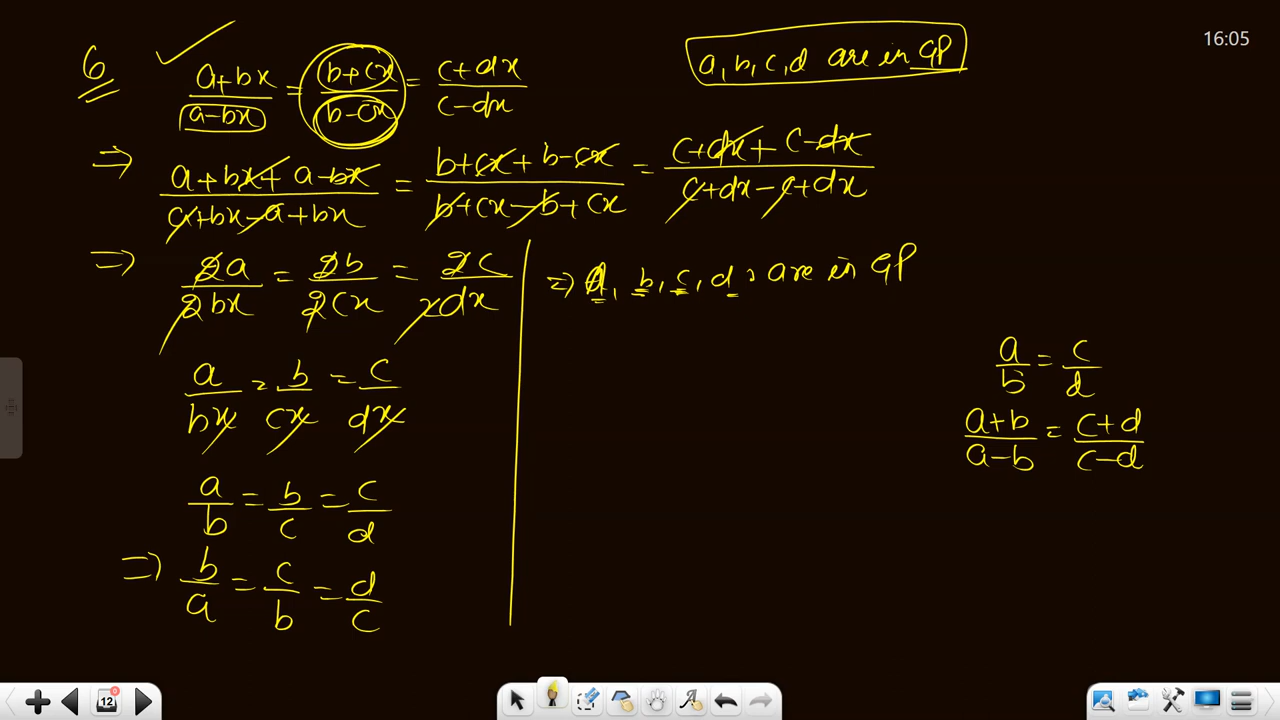 16:05
6 ✓ (a+bx)/(a-bx) = (b+cx)/(b-cx) = (c+dx)/(c-dx)
a, b, c, d are in GP
⇒ (a+bx+a-bx)/(a+bx-a+bx) = (b+cx+b-cx)/(b+cx-b+cx) = (c+dx+c-dx)/(c+dx-c+dx)
⇒ 2a/2bx = 2b/2cx = 2c/2dx
a/bx = b/cx = c/dx
a/b = b/c = c/d
⇒ b/a = c/b = d/c
⇒ a, b, c, d are in GP
a/b = c/d
(a+b)/(a-b) = (c+d)/(c-d)
12
0